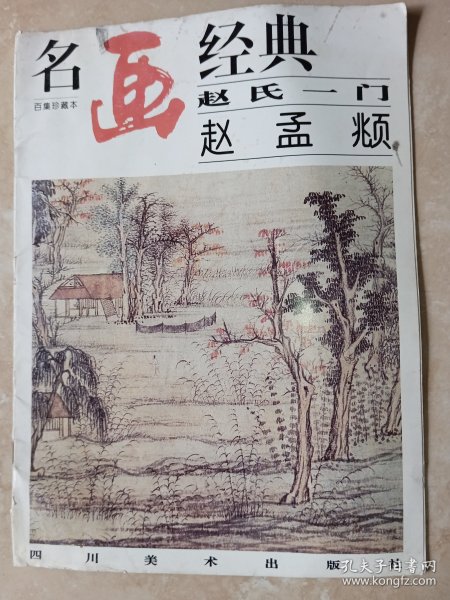 名画经典
百集珍藏本
赵氏一门
赵孟頫
四川美术出版社
孔夫子旧书网
www.kongfz.com